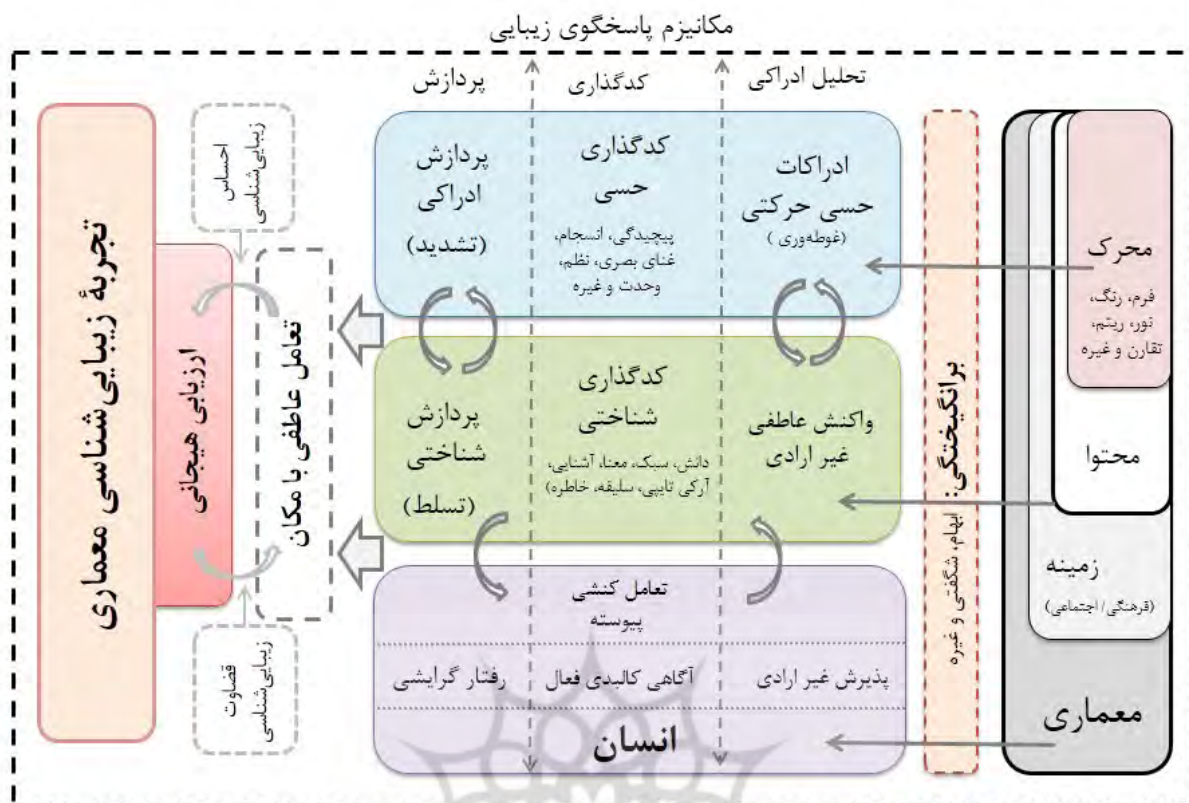 مکانیزم پاسخگوی زیبایی
تحلیل ادراکی
کدگذاری
پردازش
محرک
فرم، رنگ،
نور، ریتم،
تقارن و غیره
محتوا
زمینه
(فرهنگی/ اجتماعی)
معماری
برانگیختگی: ابهام، شگفتی و غیره
ادراکات
حسی حرکتی
(غوطه‌وری )
کدگذاری
حسی
پیچیدگی، انسجام،
غنای بصری، نظم،
وحدت و غیره
پردازش
ادراکی
(تشدید)
واکنش عاطفی
غیر ارادی
کدگذاری
شناختی
دانش، سبک، معنا، آشنایی،
آرکی تایپی، سلیقه، خاطره)
پردازش
شناختی
(تسلط)
تعامل کنشی
پیوسته
پذیرش غیر ارادی
آگاهی کالبدی فعال
رفتار گرایشی
انسان
تعامل عاطفی با مکان
احساس
زیبایی‌شناسی
ارزیابی هیجانی
قضاوت
زیبایی‌شناسی
تجربۀ زیبایی‌شناسی معماری